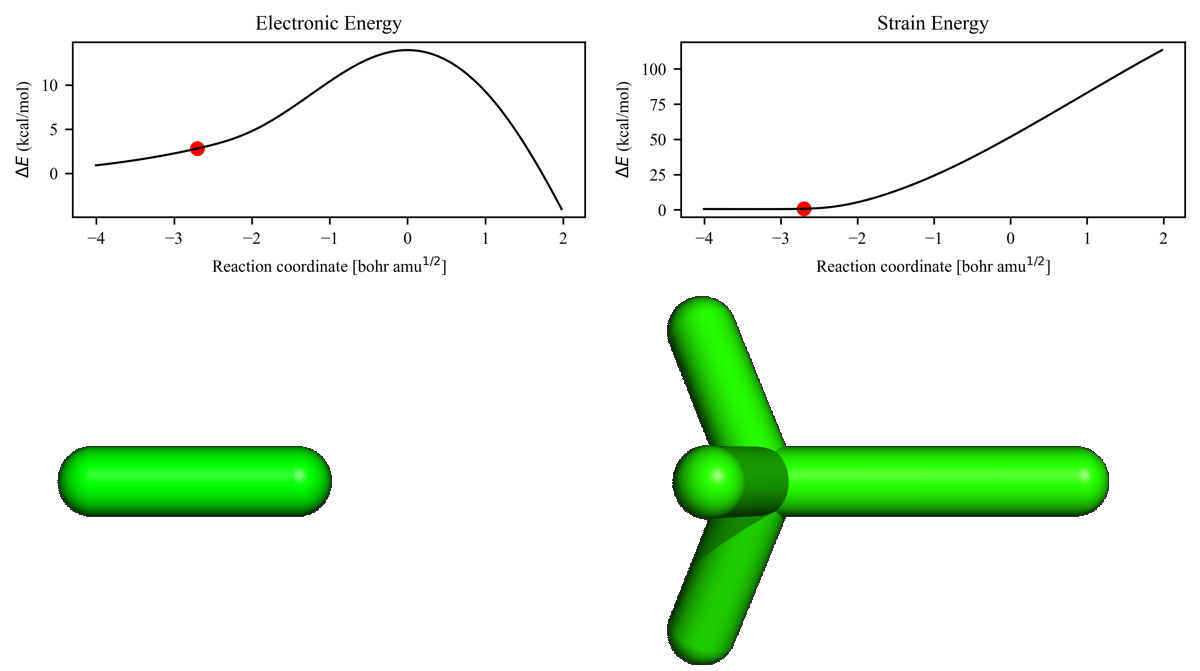 Electronic Energy
ΔE (kcal/mol)
10
5
0
−4 −3 −2 −1 0 1 2
Reaction coordinate [bohr amu^1/2]
Strain Energy
ΔE (kcal/mol)
100
75
50
25
0
−4 −3 −2 −1 0 1 2
Reaction coordinate [bohr amu^1/2]